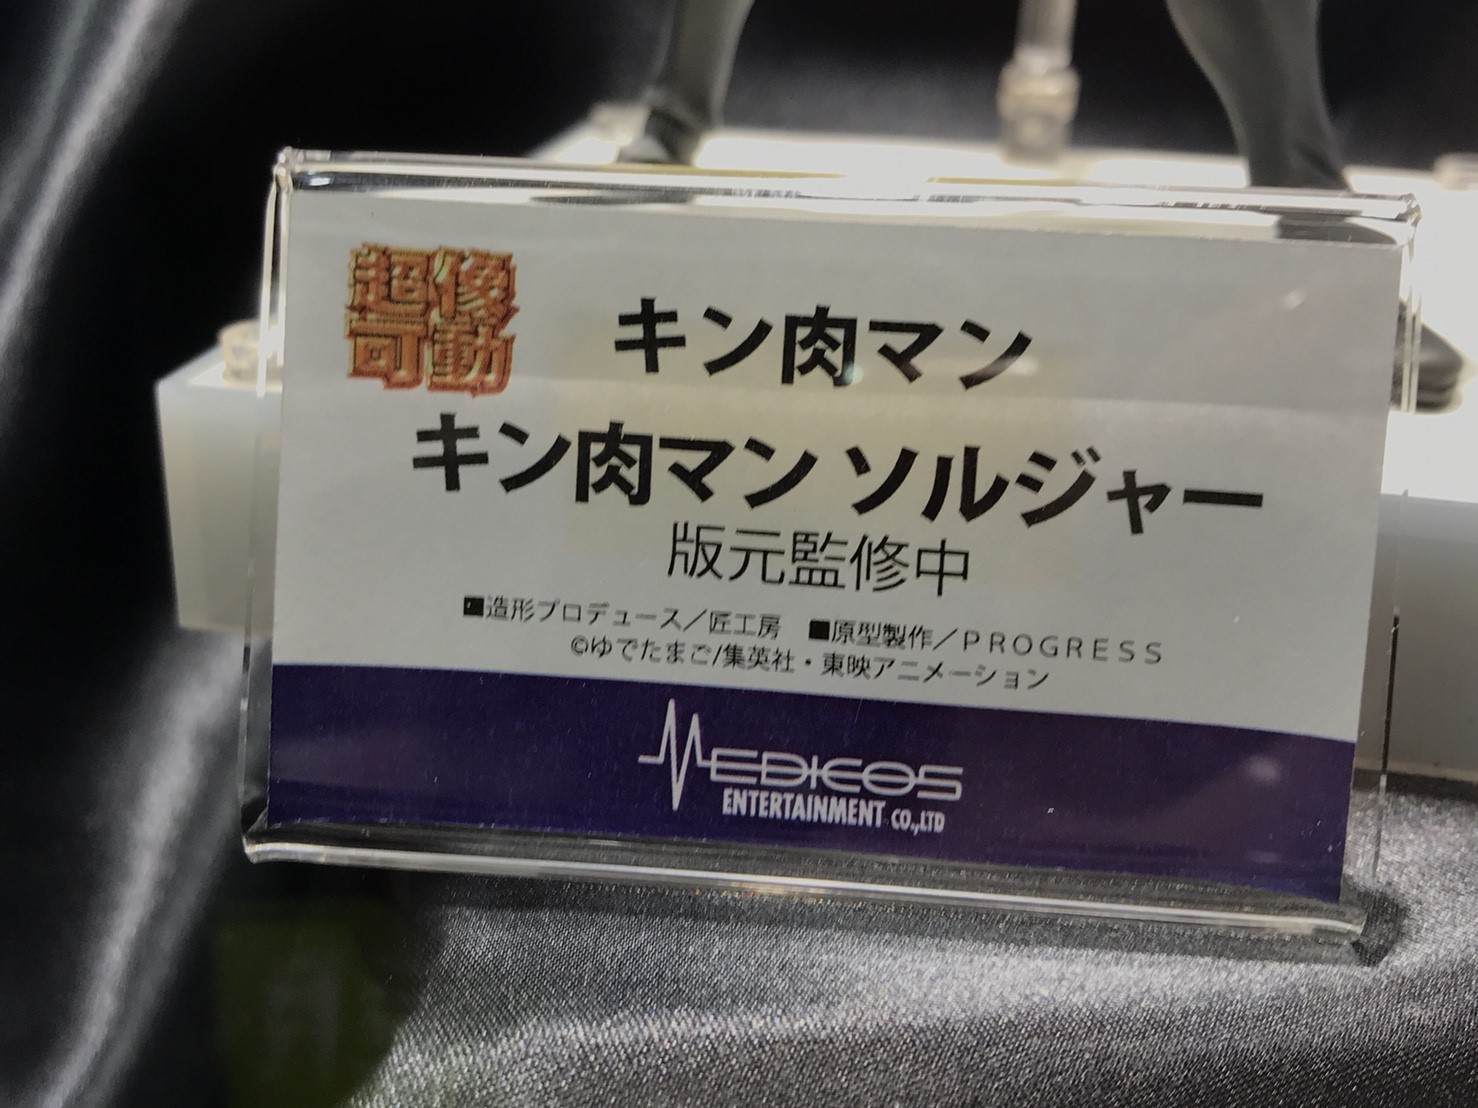 超像
可動
キン肉マン
キン肉マン ソルジャー
版元監修中
■造形プロデュース／匠工房　■原型製作／PROGRESS
©ゆでたまご/集英社・東映アニメーション
MEDICOS
ENTERTAINMENT CO.,LTD